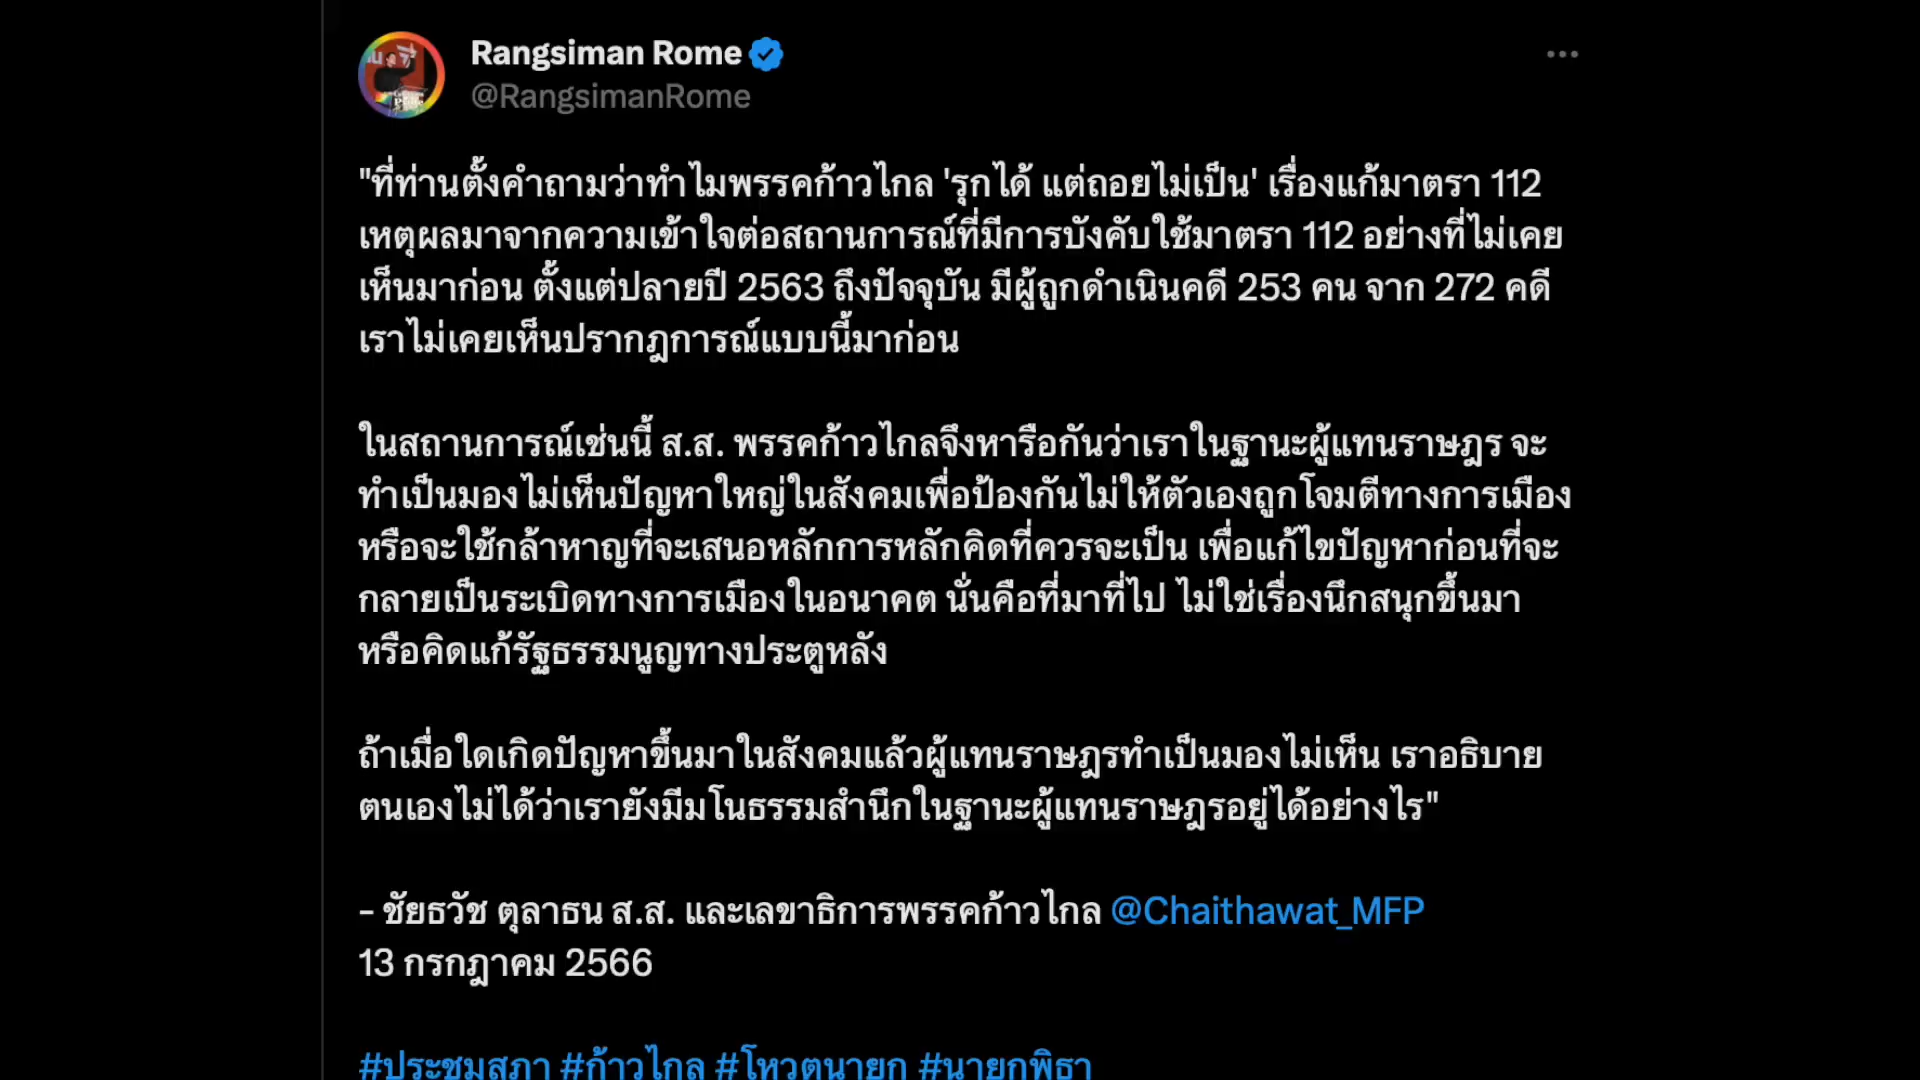 Rangsiman Rome
@RangsimanRome
"ที่ท่านตั้งคำถามว่าทำไมพรรคก้าวไกล 'รุกได้ แต่ถอยไม่เป็น' เรื่องแก้มาตรา 112
เหตุผลมาจากความเข้าใจต่อสถานการณ์ที่มีการบังคับใช้มาตรา 112 อย่างที่ไม่เคย
เห็นมาก่อน ตั้งแต่ปลายปี 2563 ถึงปัจจุบัน มีผู้ถูกดำเนินคดี 253 คน จาก 272 คดี
เราไม่เคยเห็นปรากฏการณ์แบบนี้มาก่อน
ในสถานการณ์เช่นนี้ ส.ส. พรรคก้าวไกลจึงหารือกันว่าเราในฐานะผู้แทนราษฎร จะ
ทำเป็นมองไม่เห็นปัญหาใหญ่ในสังคมเพื่อป้องกันไม่ให้ตัวเองถูกโจมตีทางการเมือง
หรือจะใช้กล้าหาญที่จะเสนอหลักการหลักคิดที่ควรจะเป็น เพื่อแก้ไขปัญหาก่อนที่จะ
กลายเป็นระเบิดทางการเมืองในอนาคต นั่นคือที่มาที่ไป ไม่ใช่เรื่องนึกสนุกขึ้นมา
หรือคิดแก้รัฐธรรมนูญทางประตูหลัง
ถ้าเมื่อใดเกิดปัญหาขึ้นมาในสังคมแล้วผู้แทนราษฎรทำเป็นมองไม่เห็น เราอธิบาย
ตนเองไม่ได้ว่าเรายังมีมโนธรรมสำนึกในฐานะผู้แทนราษฎรอยู่ได้อย่างไร"
- ชัยธวัช ตุลาธน ส.ส. และเลขาธิการพรรคก้าวไกล @Chaithawat_MFP
13 กรกฎาคม 2566
#ประชุมสภา #ก้าวไกล #โหวตนายก #นายกพิธา